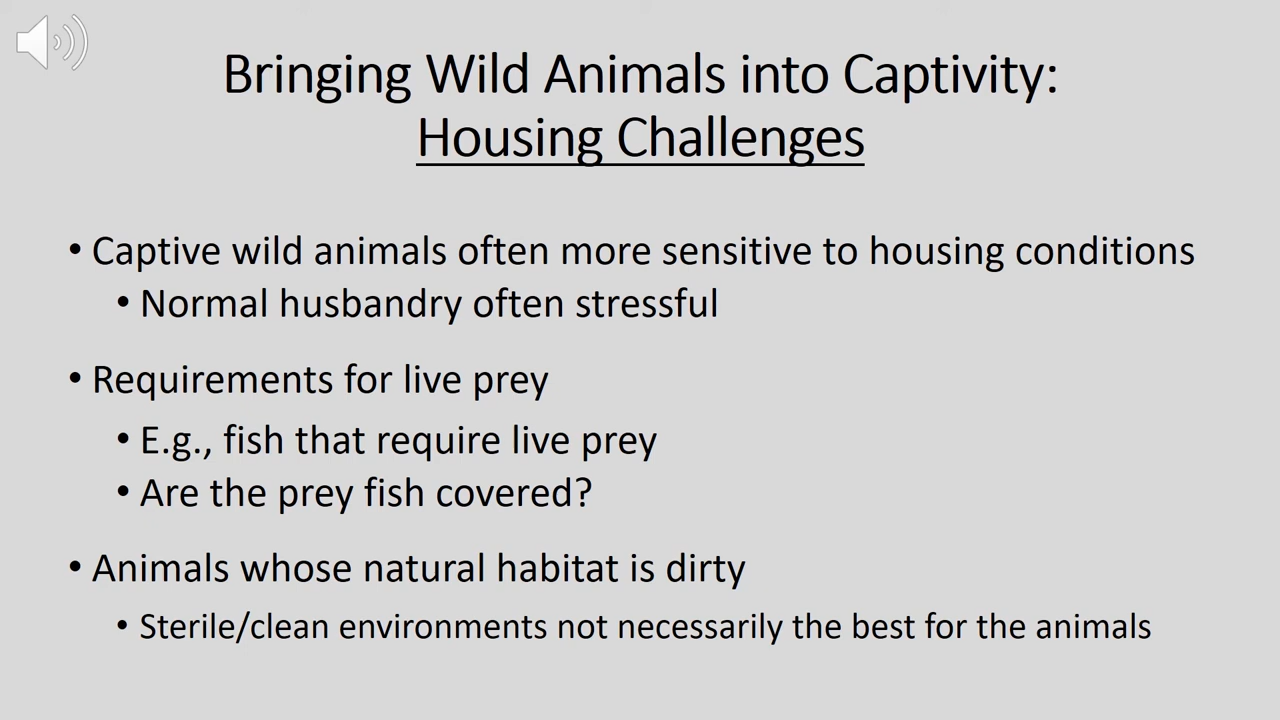 Bringing Wild Animals into Captivity:
Housing Challenges
• Captive wild animals often more sensitive to housing conditions
• Normal husbandry often stressful
• Requirements for live prey
• E.g., fish that require live prey
• Are the prey fish covered?
• Animals whose natural habitat is dirty
• Sterile/clean environments not necessarily the best for the animals